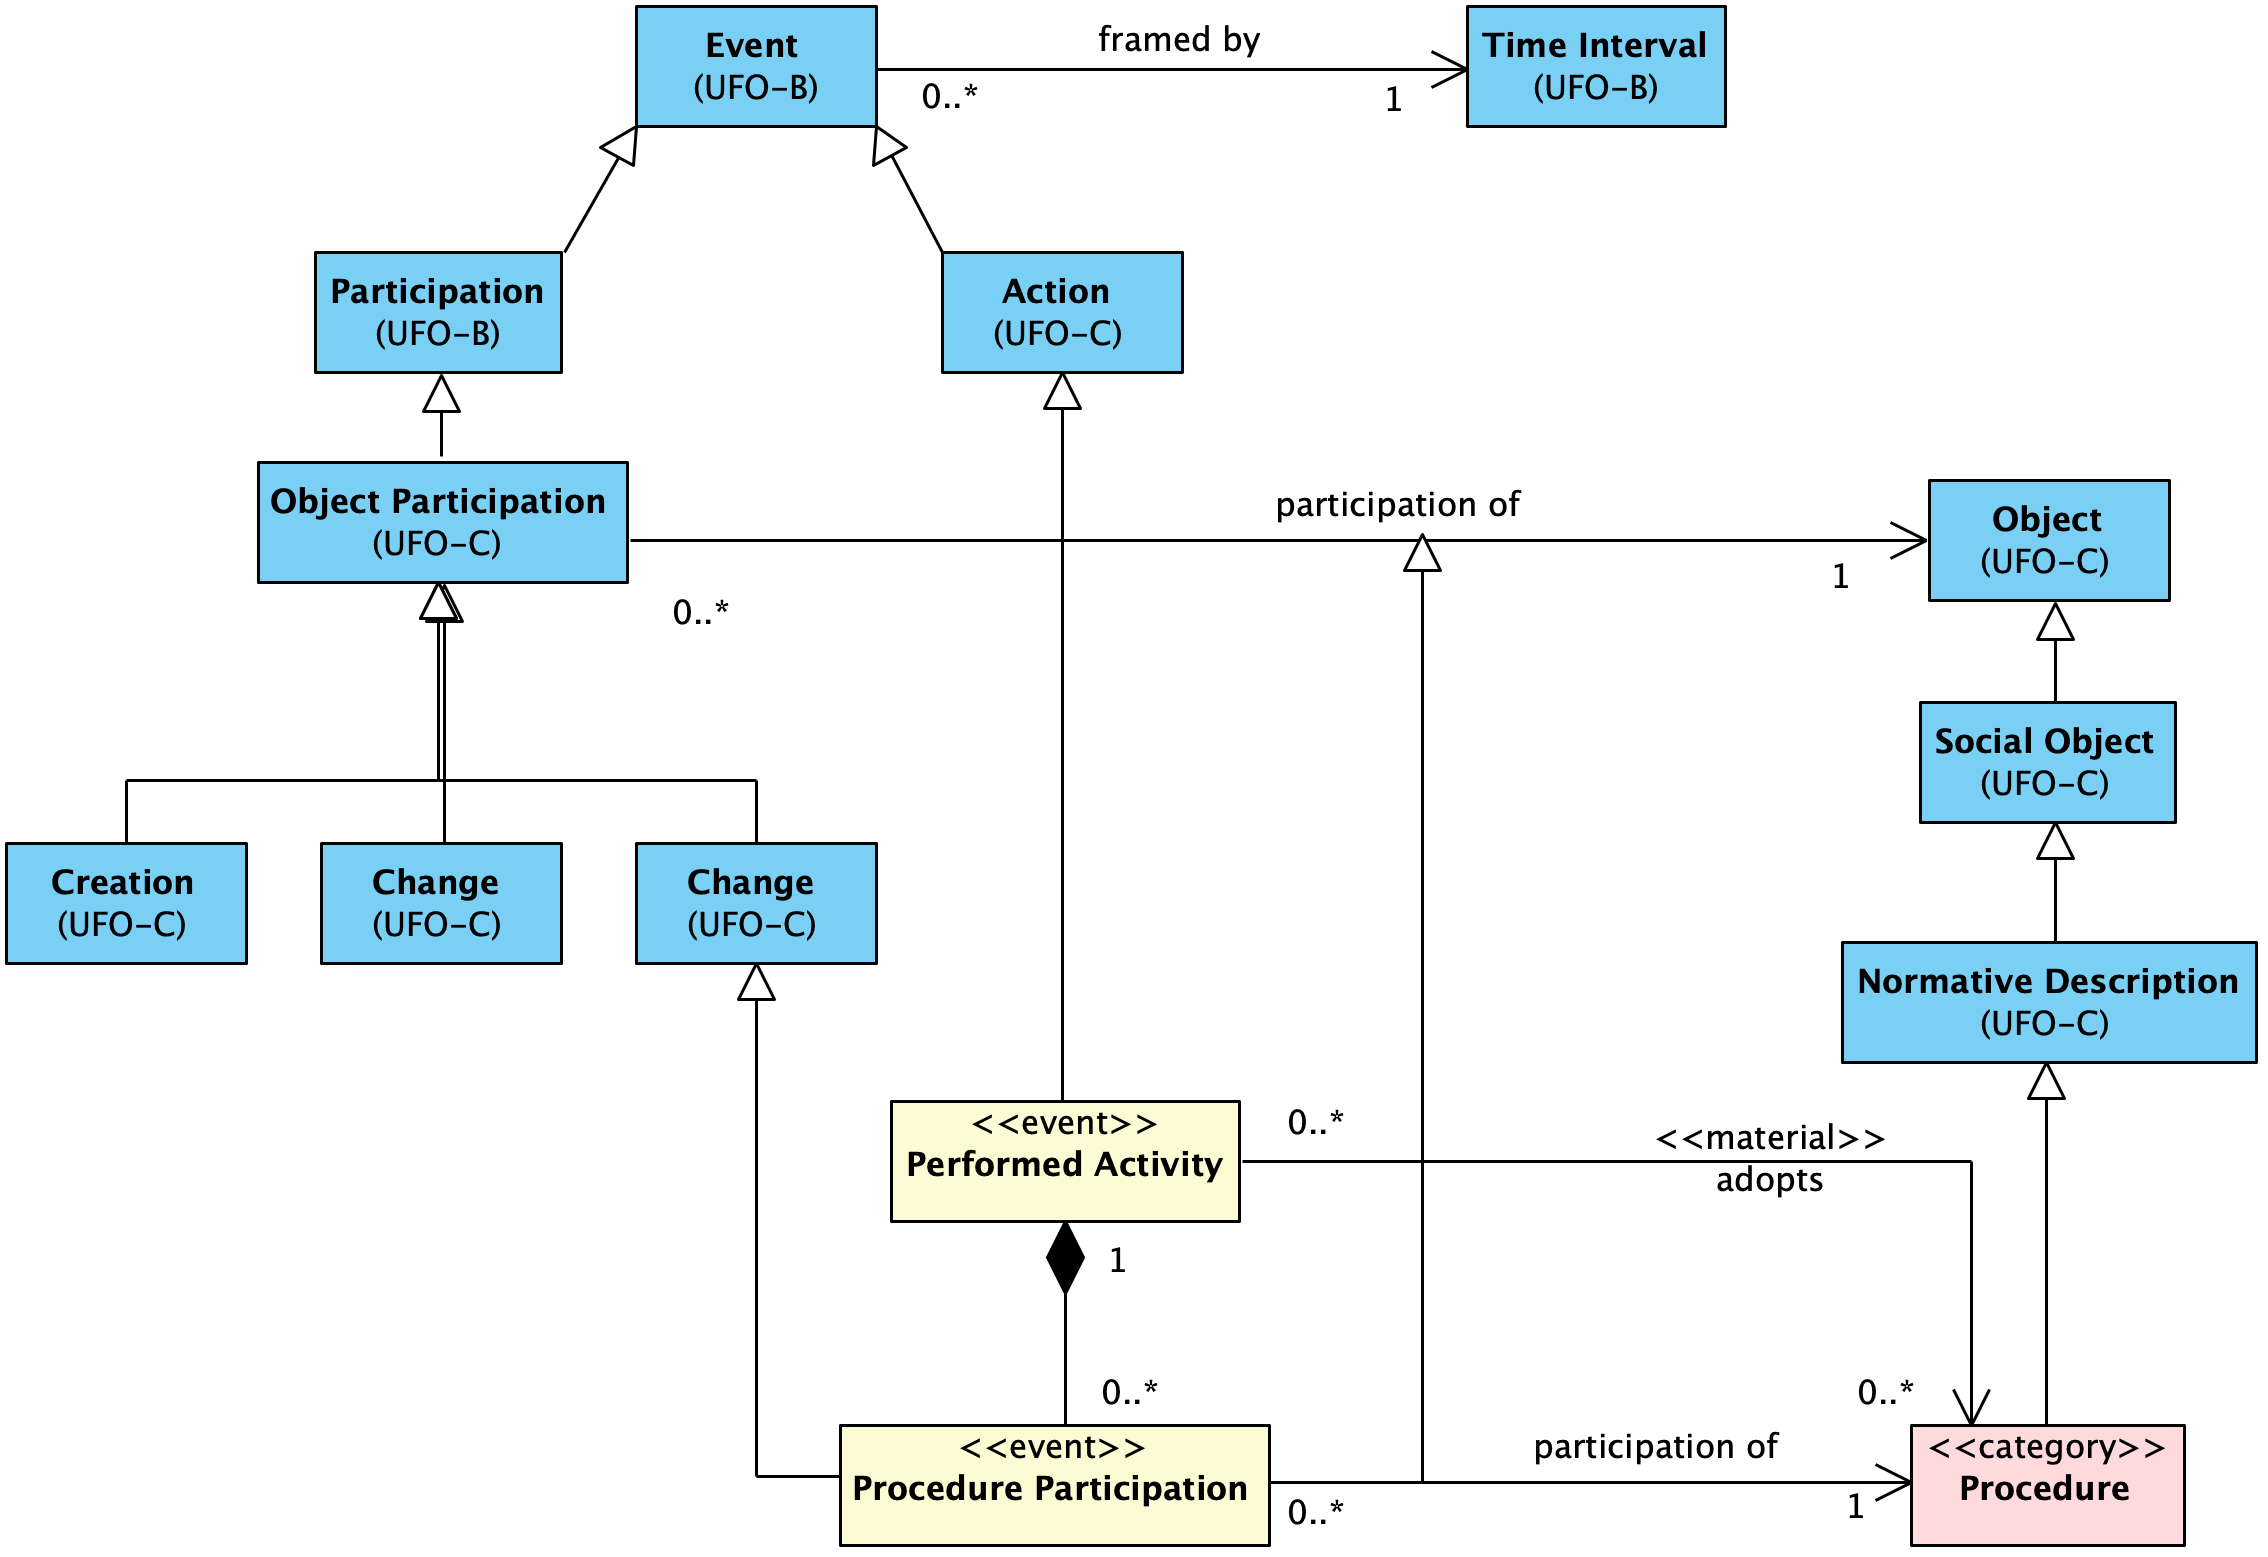 Event
(UFO-B)
framed by
0..*
1
Time Interval
(UFO-B)
Participation
(UFO-B)
Action
(UFO-C)
Object Participation
(UFO-C)
participation of
0..*
1
Object
(UFO-C)
Social Object
(UFO-C)
Creation
(UFO-C)
Change
(UFO-C)
Change
(UFO-C)
Normative Description
(UFO-C)
<<event>>
Performed Activity
0..*
<<material>>
adopts
1
0..*
0..*
<<event>>
Procedure Participation
0..*
participation of
1
<<category>>
Procedure